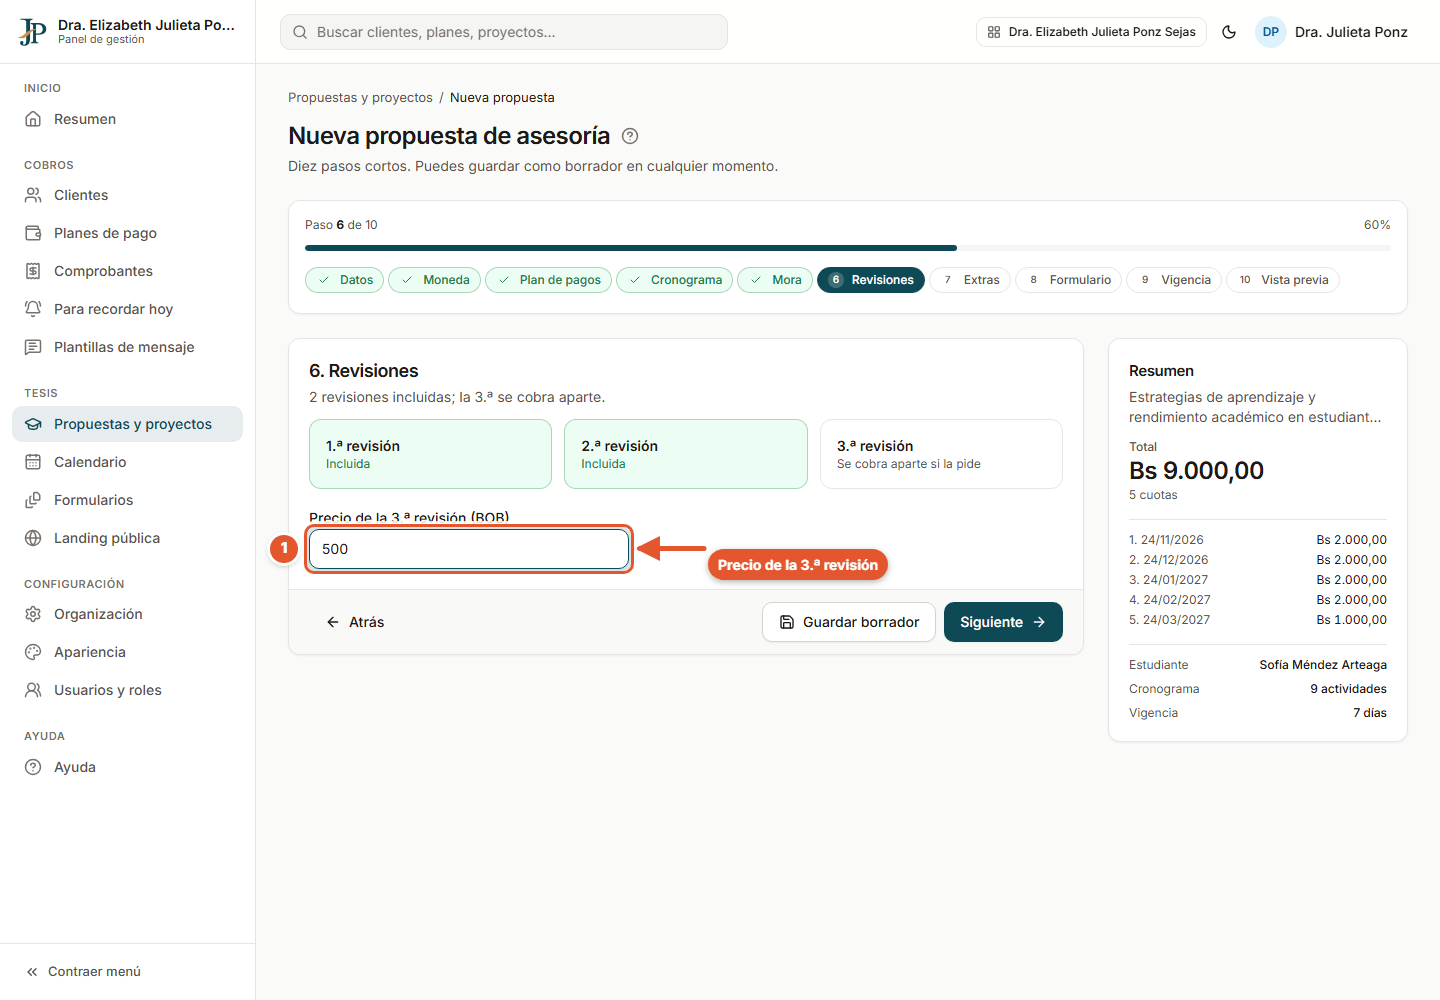 JP
Dra. Elizabeth Julieta Po...
Panel de gestión
Buscar clientes, planes, proyectos...
Dra. Elizabeth Julieta Ponz Sejas
DP
Dra. Julieta Ponz
INICIO
Resumen
COBROS
Clientes
Planes de pago
Comprobantes
Para recordar hoy
Plantillas de mensaje
TESIS
Propuestas y proyectos
Calendario
Formularios
Landing pública
CONFIGURACIÓN
Organización
Apariencia
Usuarios y roles
AYUDA
Ayuda
Contraer menú
Propuestas y proyectos / Nueva propuesta
Nueva propuesta de asesoría
Diez pasos cortos. Puedes guardar como borrador en cualquier momento.
Paso 6 de 10
60%
Datos
Moneda
Plan de pagos
Cronograma
Mora
6 Revisiones
7 Extras
8 Formulario
9 Vigencia
10 Vista previa
6. Revisiones
2 revisiones incluidas; la 3.ª se cobra aparte.
1.ª revisión
Incluida
2.ª revisión
Incluida
3.ª revisión
Se cobra aparte si la pide
Precio de la 3.ª revisión (BOB)
1
500
Precio de la 3.ª revisión
Atrás
Guardar borrador
Siguiente
Resumen
Estrategias de aprendizaje y
rendimiento académico en estudiant...
Total
Bs 9.000,00
5 cuotas
1. 24/11/2026 Bs 2.000,00
2. 24/12/2026 Bs 2.000,00
3. 24/01/2027 Bs 2.000,00
4. 24/02/2027 Bs 2.000,00
5. 24/03/2027 Bs 1.000,00
Estudiante Sofía Méndez Arteaga
Cronograma 9 actividades
Vigencia 7 días